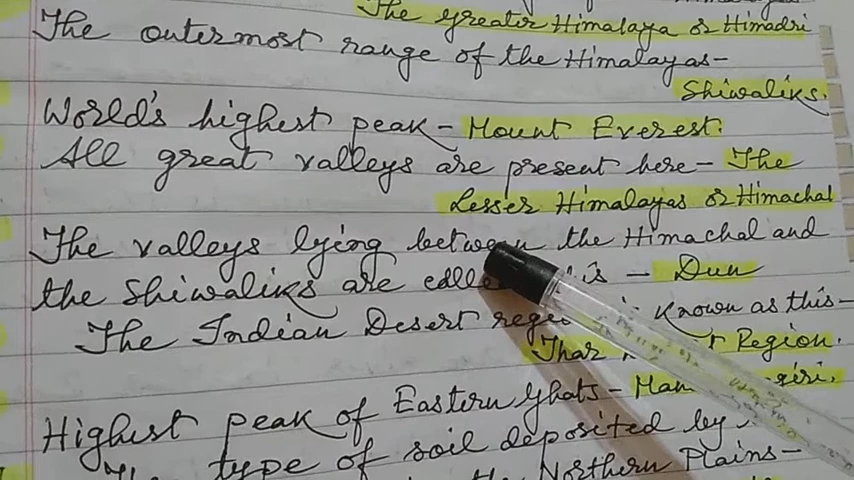 The Greater Himalaya or Himadri
The outermost range of the Himalayas-
Shiwaliks.
World's highest peak- Mount Everest.
All great valleys are present here- The
Lesser Himalayas or Himachal
The valleys lying between the Himachal and
the Shiwaliks are - Dun
The Indian Desert known as this-
Thar Region.
Highest peak of Eastern Ghats-
type of soil deposited by
the Northern Plains-